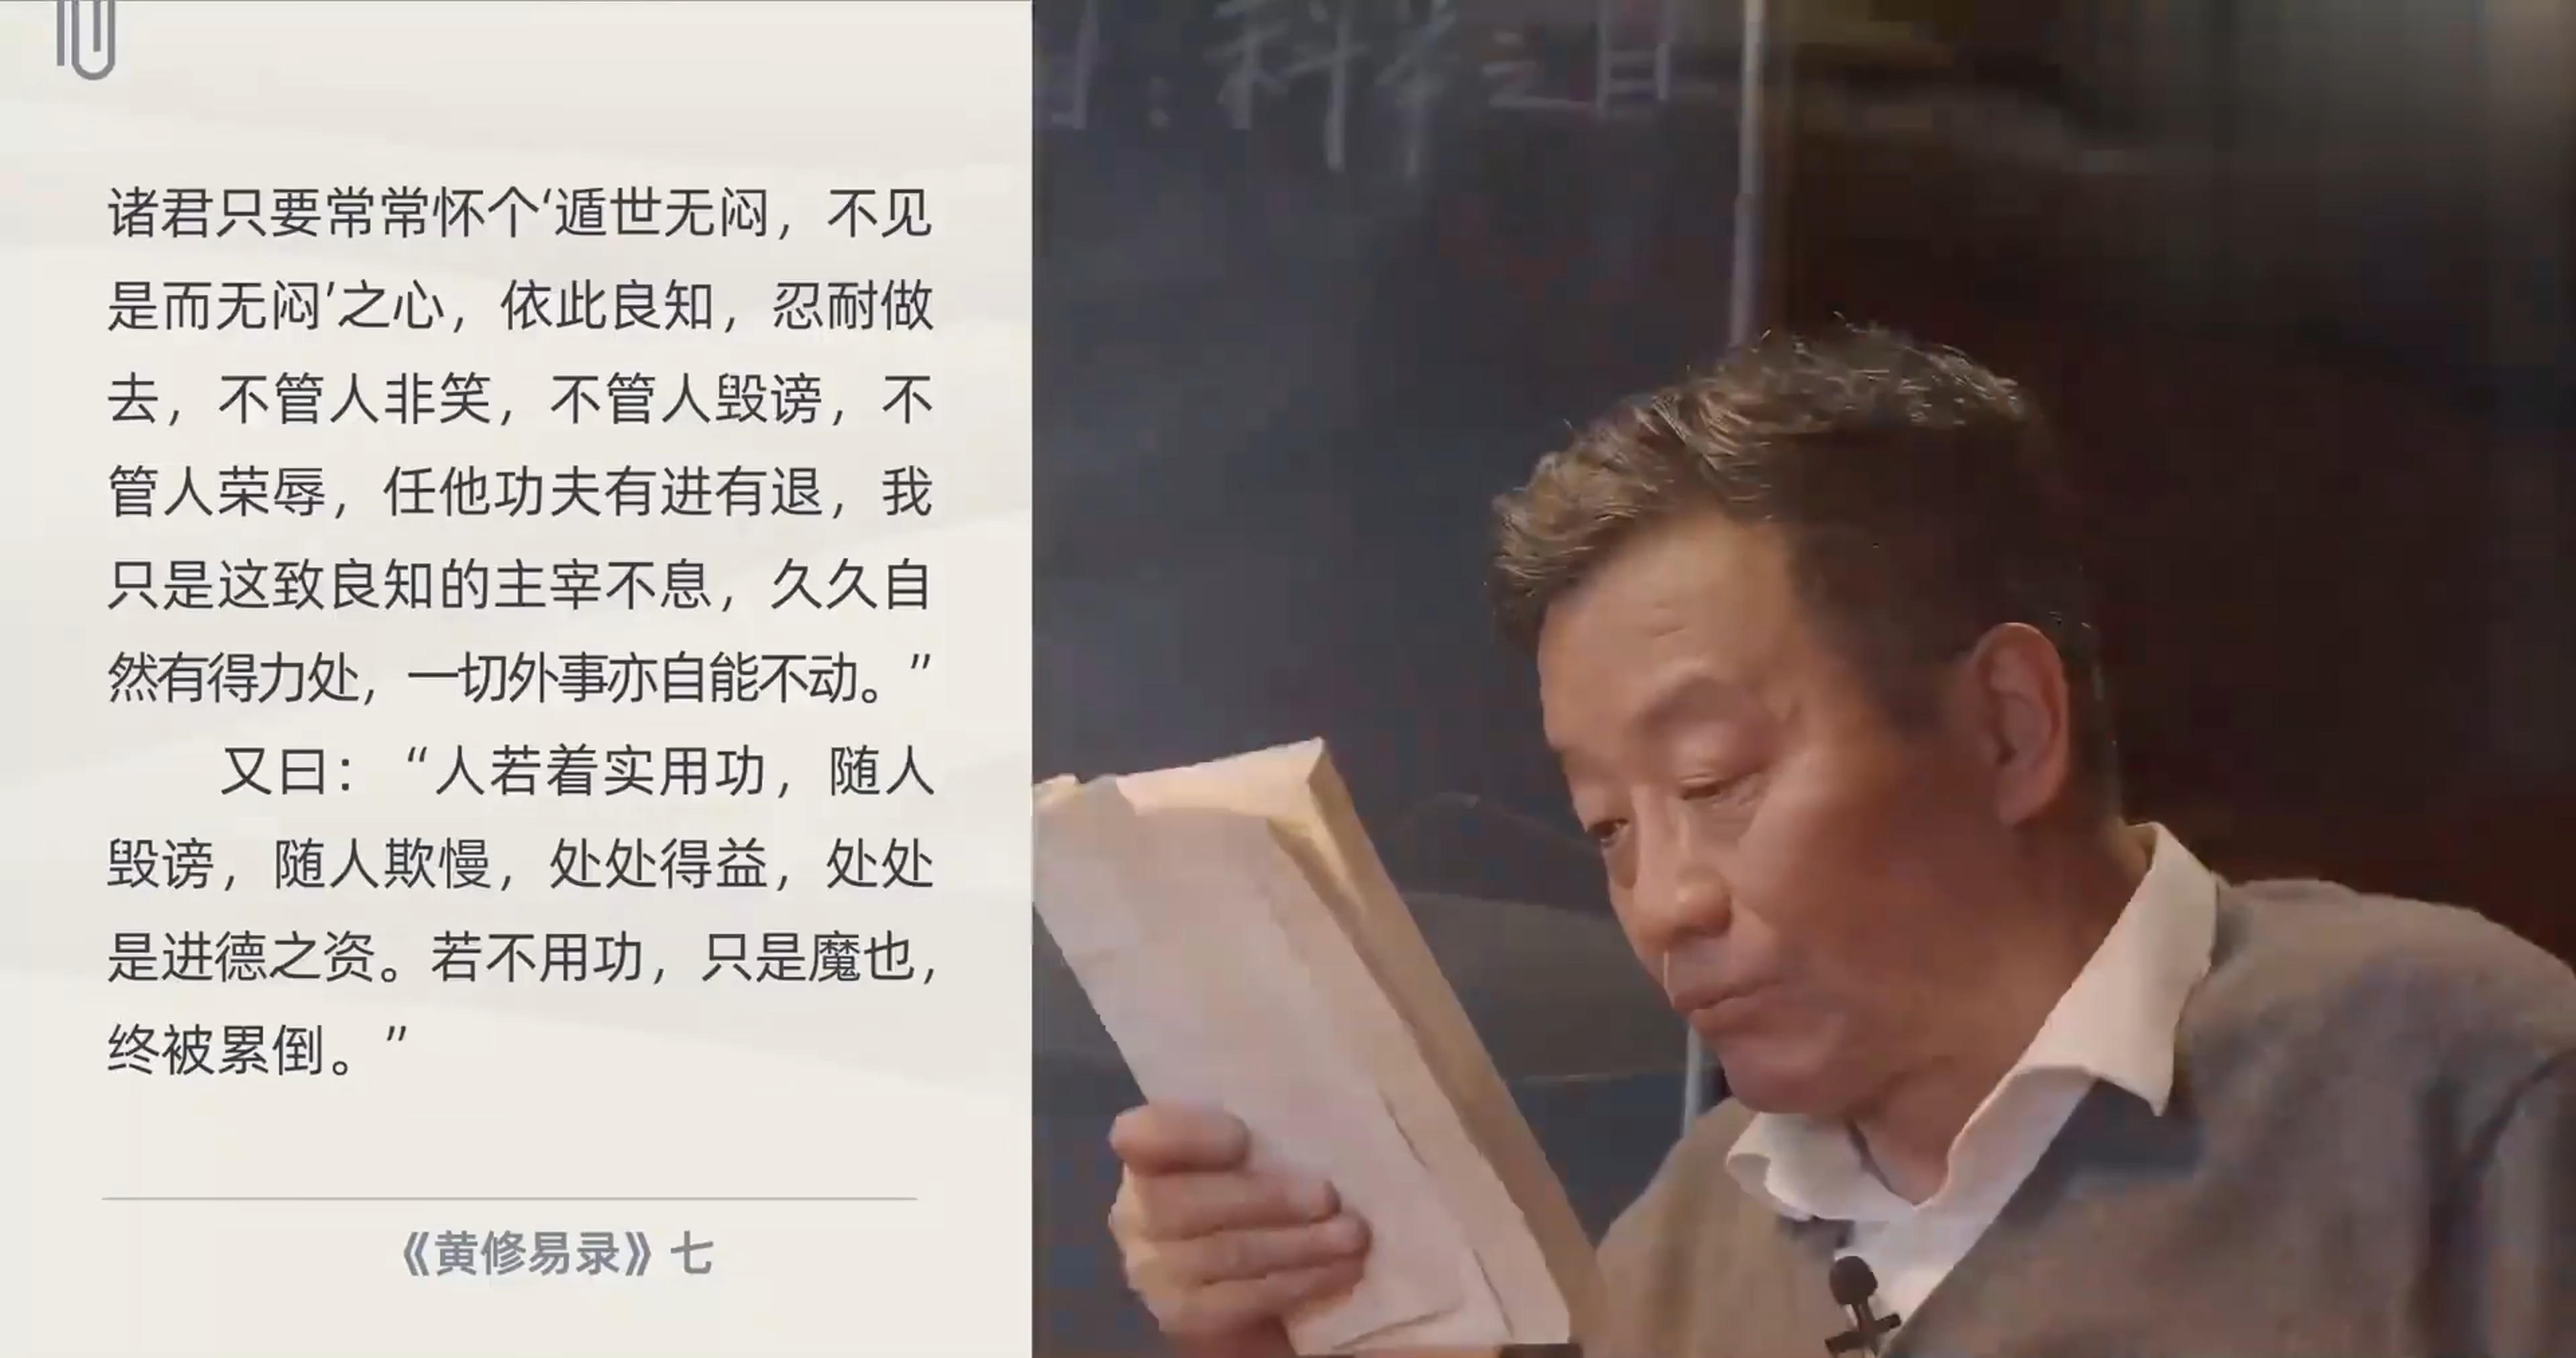 诸君只要常常怀个‘遁世无闷，不见
是而无闷’之心，依此良知，忍耐做
去，不管人非笑，不管人毁谤，不
管人荣辱，任他功夫有进有退，我
只是这致良知的主宰不息，久久自
然有得力处，一切外事亦自能不动。”
又曰：“人若着实用功，随人
毁谤，随人欺慢，处处得益，处处
是进德之资。若不用功，只是魔也，
终被累倒。”
《黄修易录》七
：科举之目